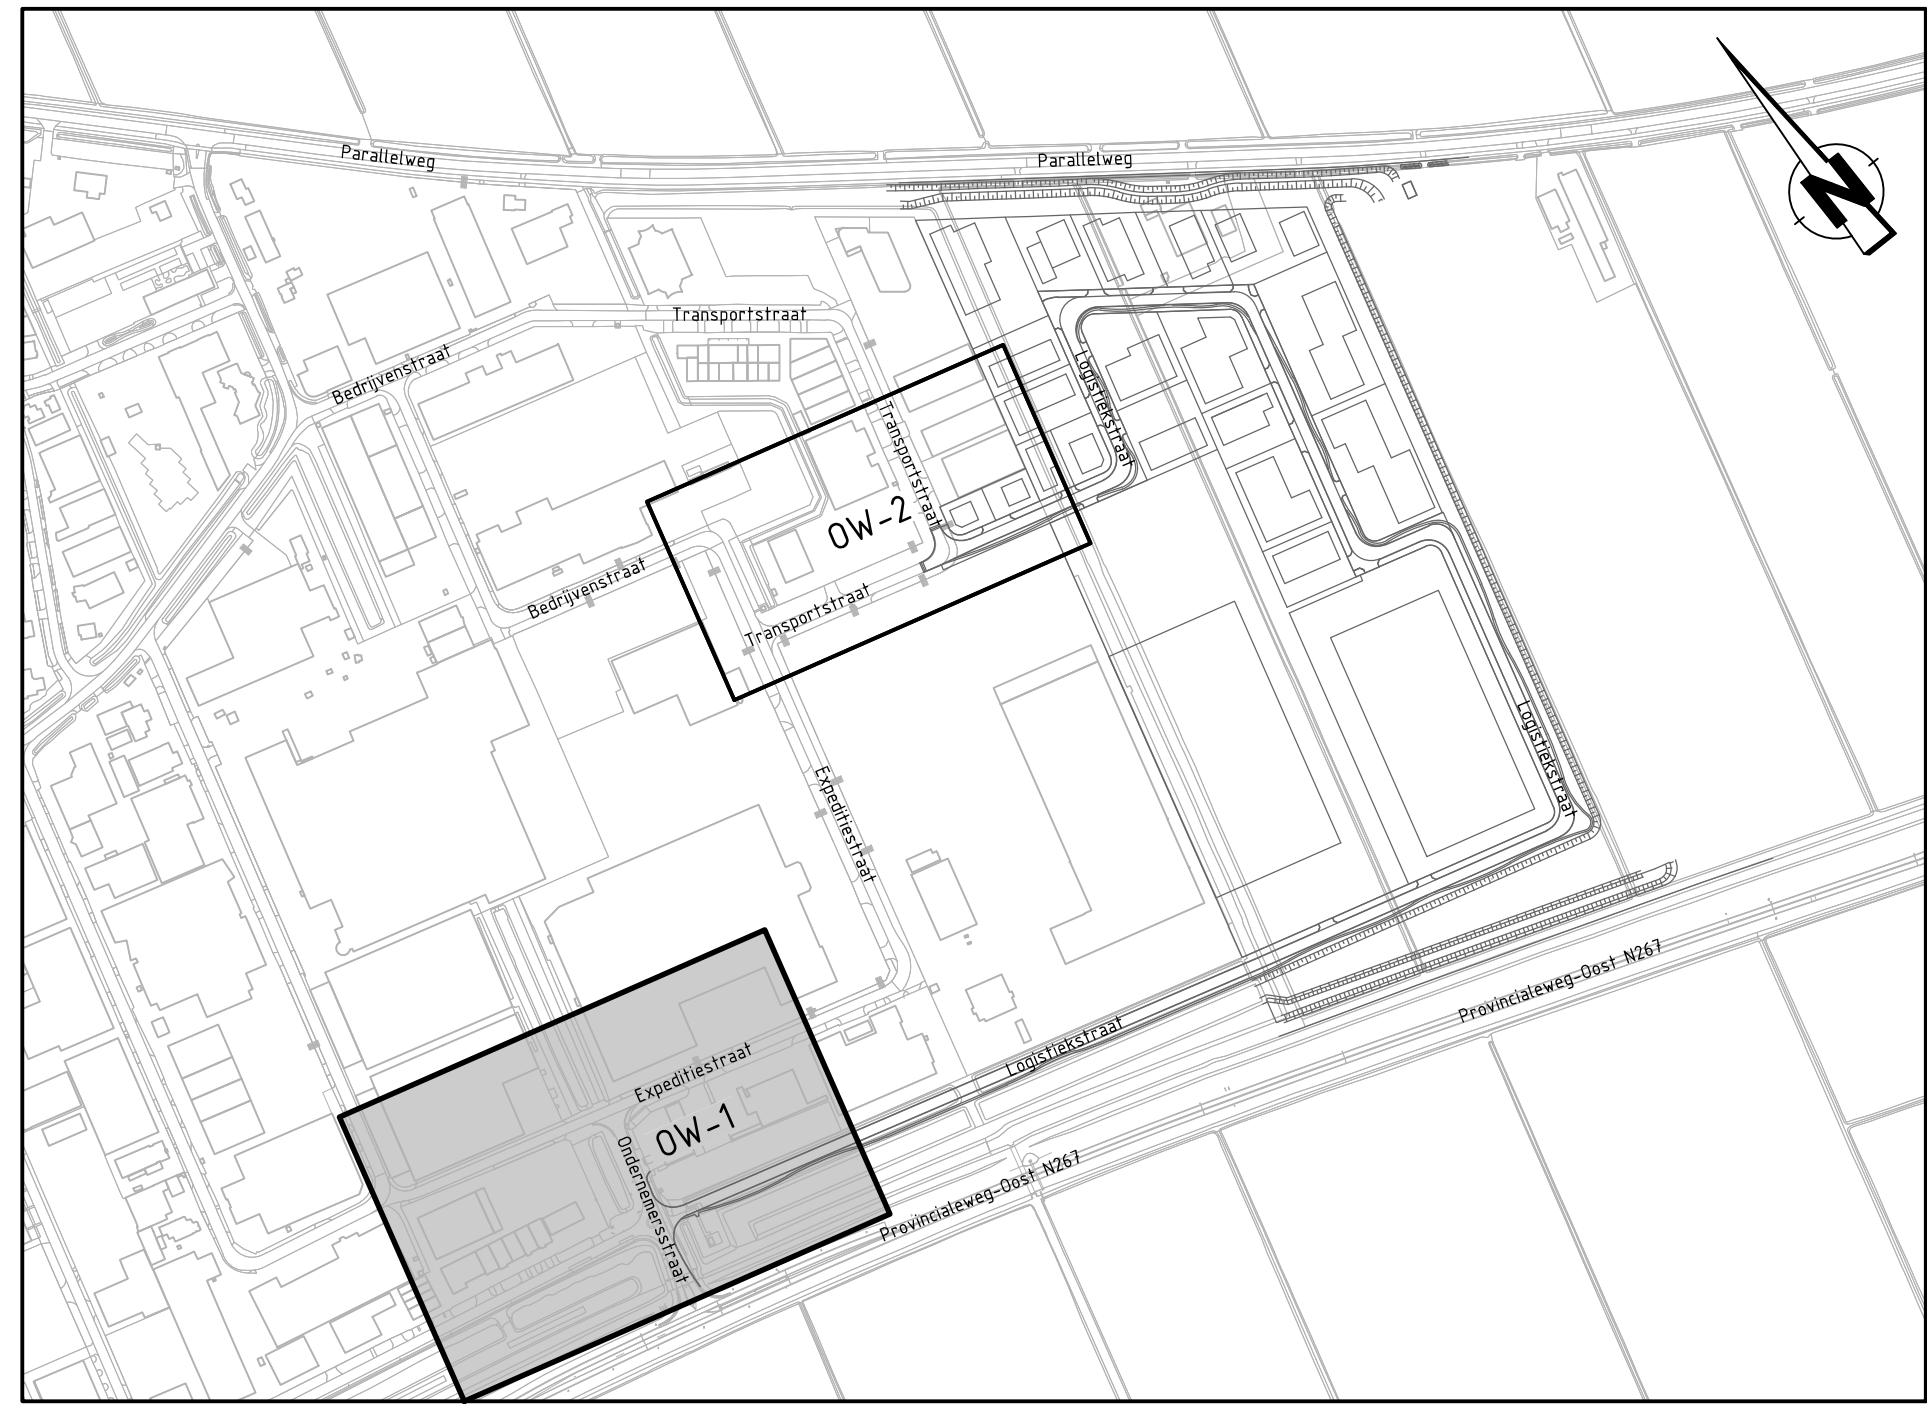 Parallelweg
Parallelweg
N
Transportstraat
Bedrijvenstraat
Logistiekstraat
Transportstraat
OW-2
Bedrijvenstraat
Transportstraat
Logistiekstraat
Expeditiestraat
Provincialeweg-Oost N267
Logistiekstraat
Expeditiestraat
OW-1
Ondernemersstraat
Provincialeweg-Oost N267